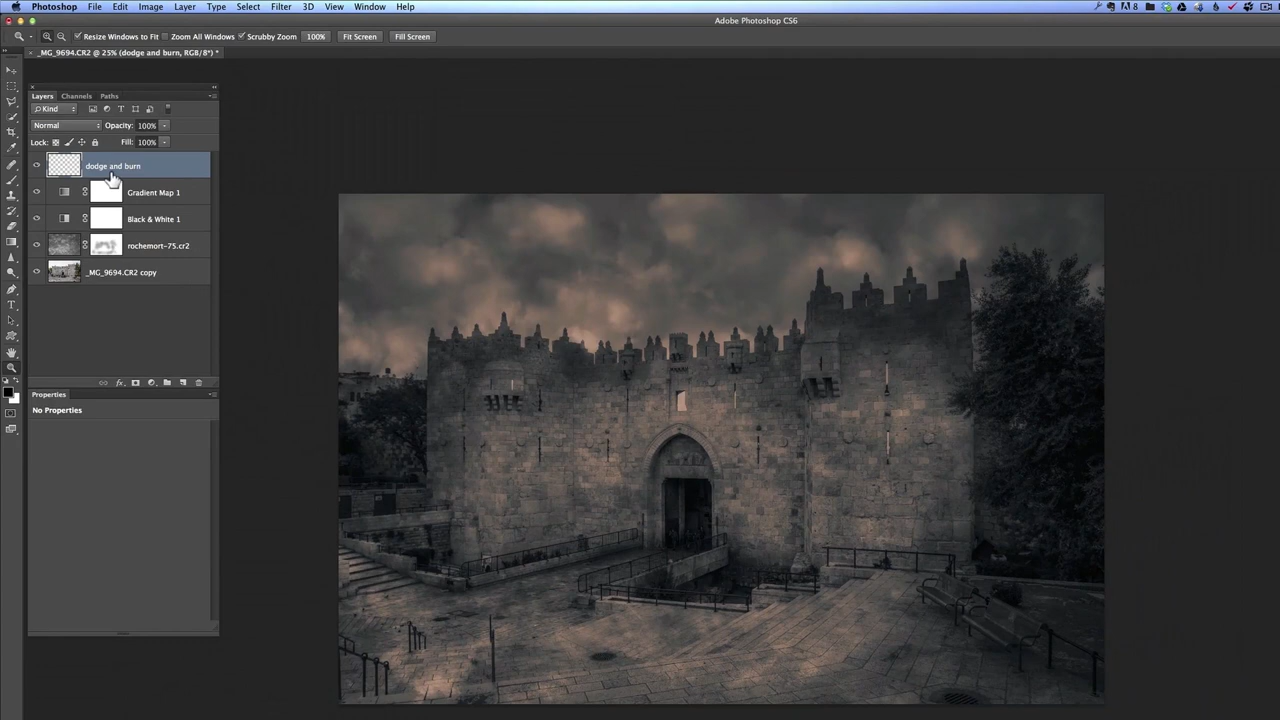 Photoshop File Edit Image Layer Type Select Filter 3D View Window Help
Adobe Photoshop CS6
Resize Windows to Fit Zoom All Windows Scrubby Zoom 100% Fit Screen Fill Screen
_MG_9694.CR2 @ 25% (dodge and burn, RGB/8*) *
Layers Channels Paths
Kind
Normal Opacity: 100%
Lock: Fill: 100%
dodge and burn
Gradient Map 1
Black & White 1
rochemort-75.cr2
_MG_9694.CR2 copy
fx
Properties
No Properties